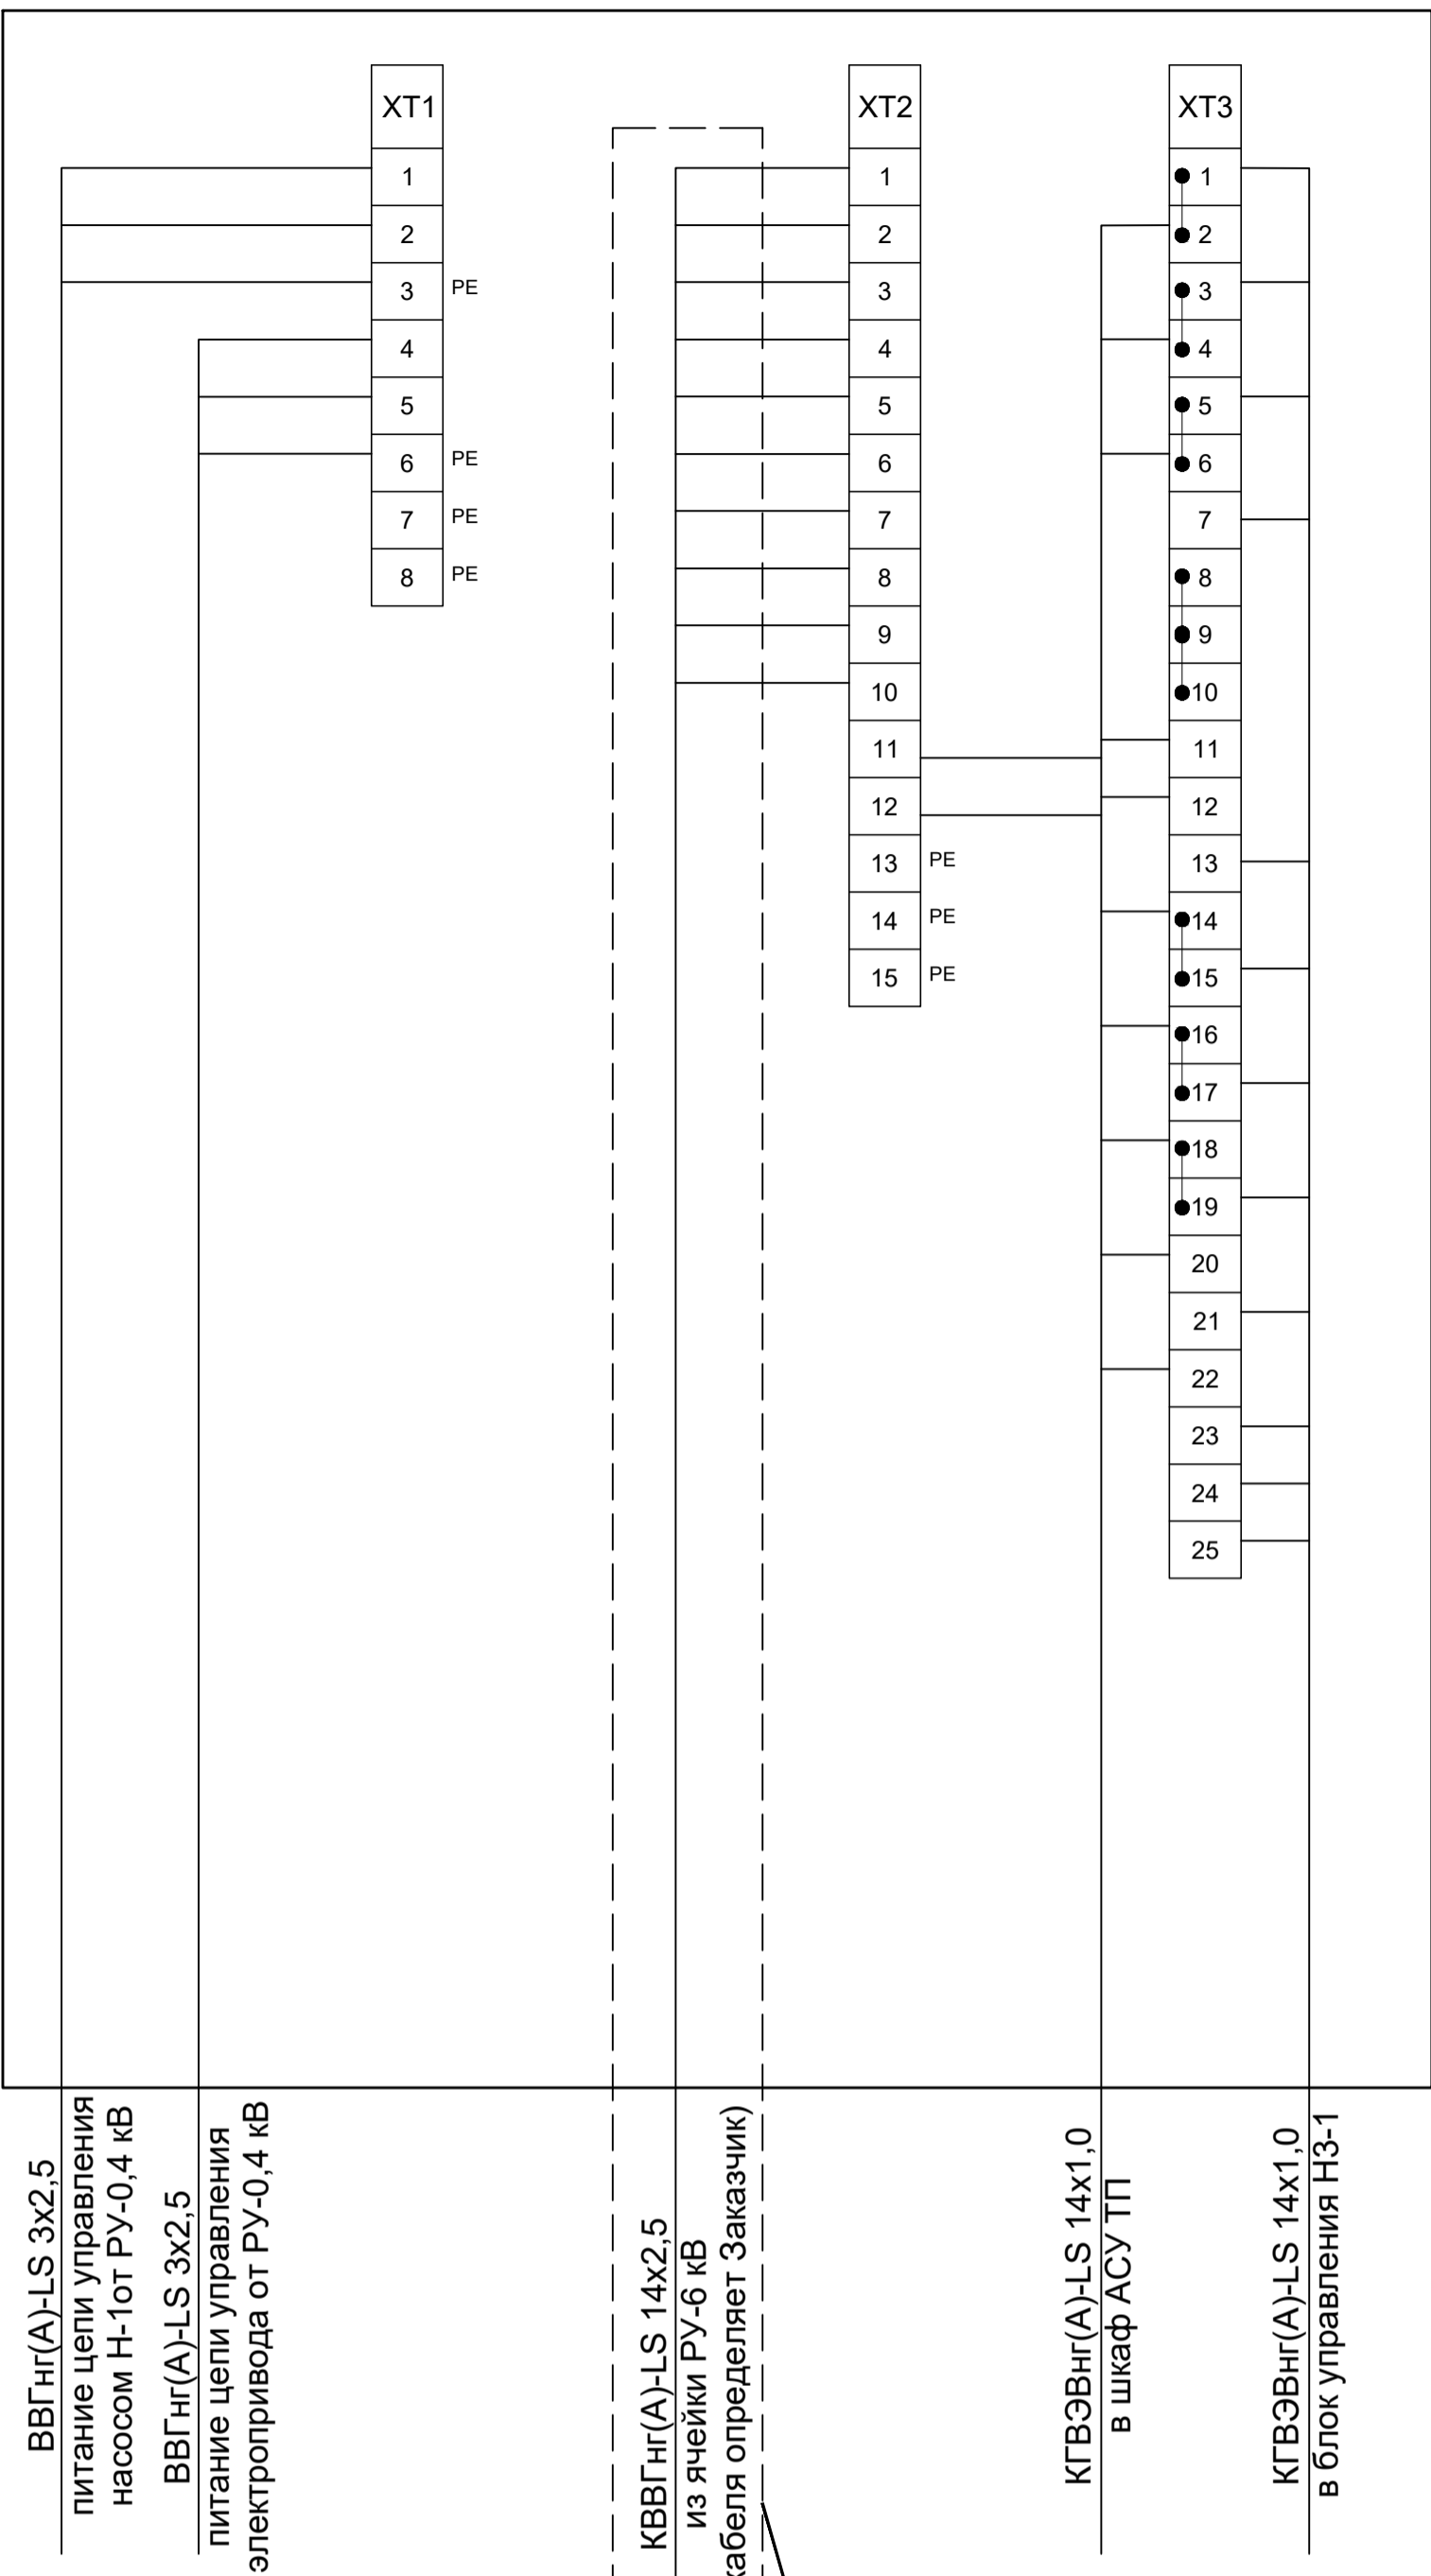 XT1
1
2
3 PE
4
5
6 PE
7 PE
8 PE
XT2
1
2
3
4
5
6
7
8
9
10
11
12
13 PE
14 PE
15 PE
XT3
1
2
3
4
5
6
7
8
9
10
11
12
13
14
15
16
17
18
19
20
21
22
23
24
25
ВВГнг(А)-LS 3х2,5
питание цепи управления
насосом Н-1от РУ-0,4 кВ
ВВГнг(А)-LS 3х2,5
питание цепи управления
электропривода от РУ-0,4 кВ
КВВГнг(А)-LS 14х2,5
из ячейки РУ-6 кВ
определяет Заказчик)
КГВЭВнг(А)-LS 14х1,0
в шкаф АСУ ТП
КГВЭВнг(А)-LS 14х1,0
в блок управления НЗ-1